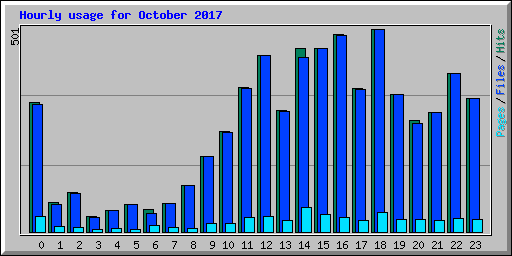 Hourly usage for October 2017
501
Pages / Files / Hits
0 1 2 3 4 5 6 7 8 9 10 11 12 13 14 15 16 17 18 19 20 21 22 23